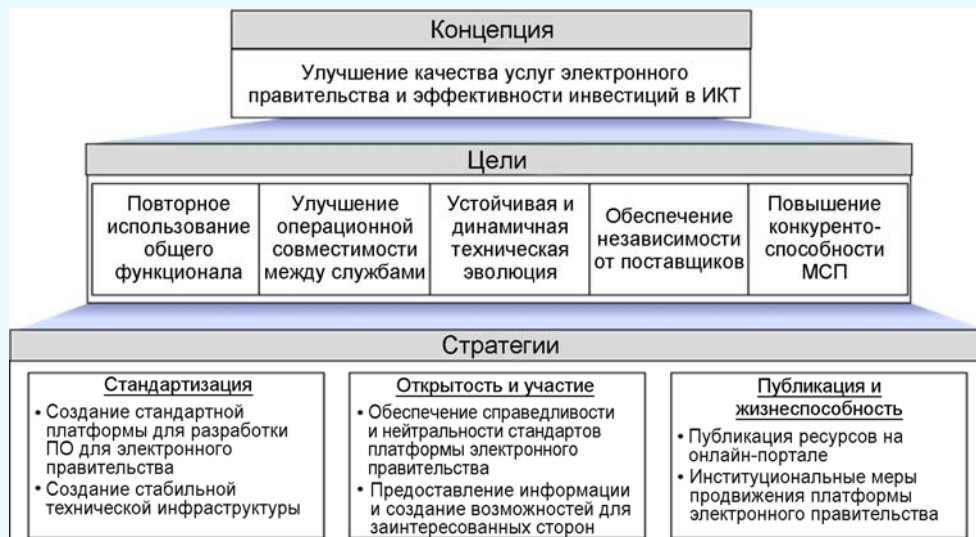 Концепция
Улучшение качества услуг электронного
правительства и эффективности инвестиций в ИКТ
Цели
Повторное
использование
общего
функционала
Улучшение
операционной
совместимости
между службами
Устойчивая и
динамичная
техническая
эволюция
Обеспечение
независимости
от поставщиков
Повышение
конкуренто-
способности
МСП
Стратегии
Стандартизация
• Создание стандартной
платформы для разработки
ПО для электронного
правительства
• Создание стабильной
технической инфраструктуры
Открытость и участие
• Обеспечение справедливости
и нейтральности стандартов
платформы электронного
правительства
• Предоставление информации
и создание возможностей для
заинтересованных сторон
Публикация и
жизнеспособность
• Публикация ресурсов на
онлайн-портале
• Институциональные меры
продвижения платформы
электронного правительства